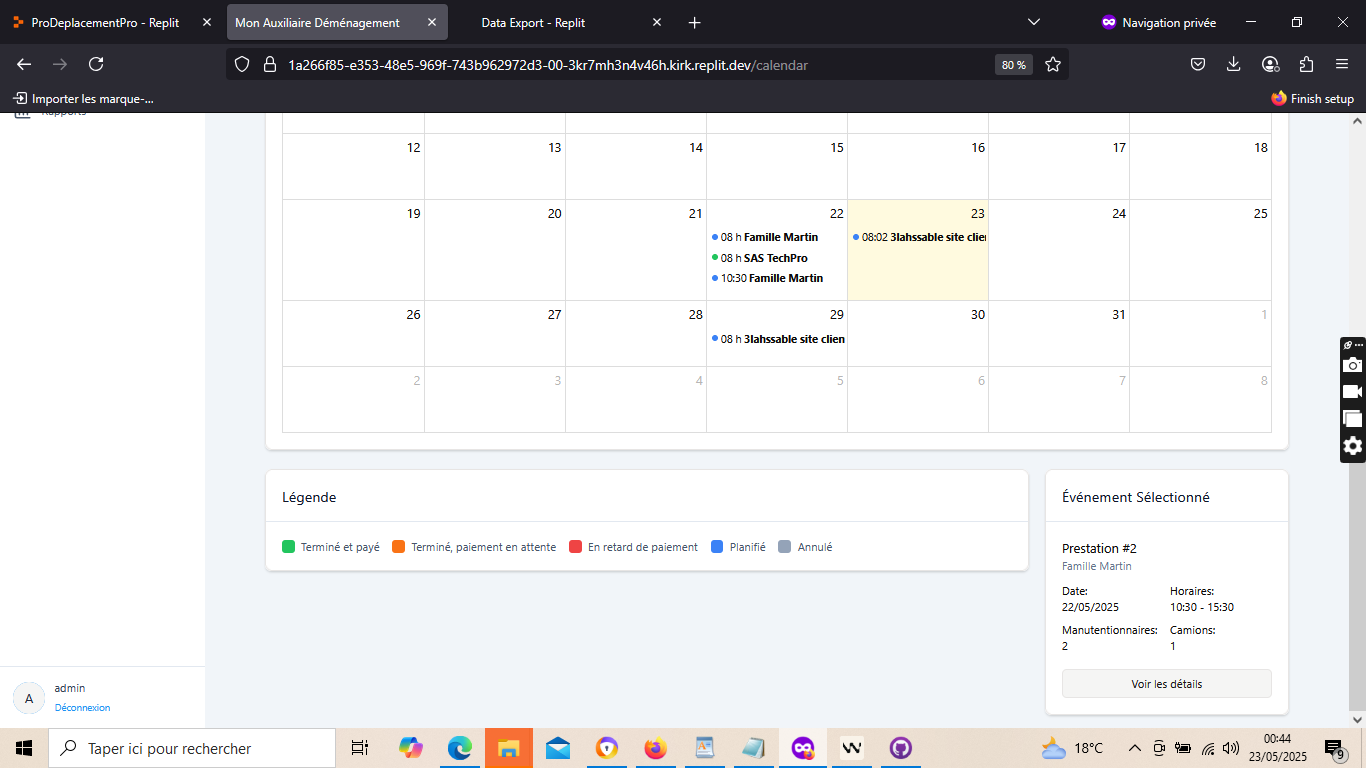 ProDeplacementPro - Replit
Mon Auxiliaire Déménagement
Data Export - Replit
Navigation privée
1a266f85-e353-48e5-969f-743b962972d3-00-3kr7mh3n4v46h.kirk.replit.dev/calendar
80 %
Importer les marque-...
Finish setup
Rapports
12 13 14 15 16 17 18
19 20 21 22 23 24 25
08 h Famille Martin
08:02 3lahssable site clie
08 h SAS TechPro
10:30 Famille Martin
26 27 28 29 30 31 1
08 h 3lahssable site clien
2 3 4 5 6 7 8
Légende
Terminé et payé
Terminé, paiement en attente
En retard de paiement
Planifié
Annulé
Événement Sélectionné
Prestation #2
Famille Martin
Date: Horaires:
22/05/2025 10:30 - 15:30
Manutentionnaires: Camions:
2 1
Voir les détails
A
admin
Déconnexion
Taper ici pour rechercher
18°C
00:44
23/05/2025
9